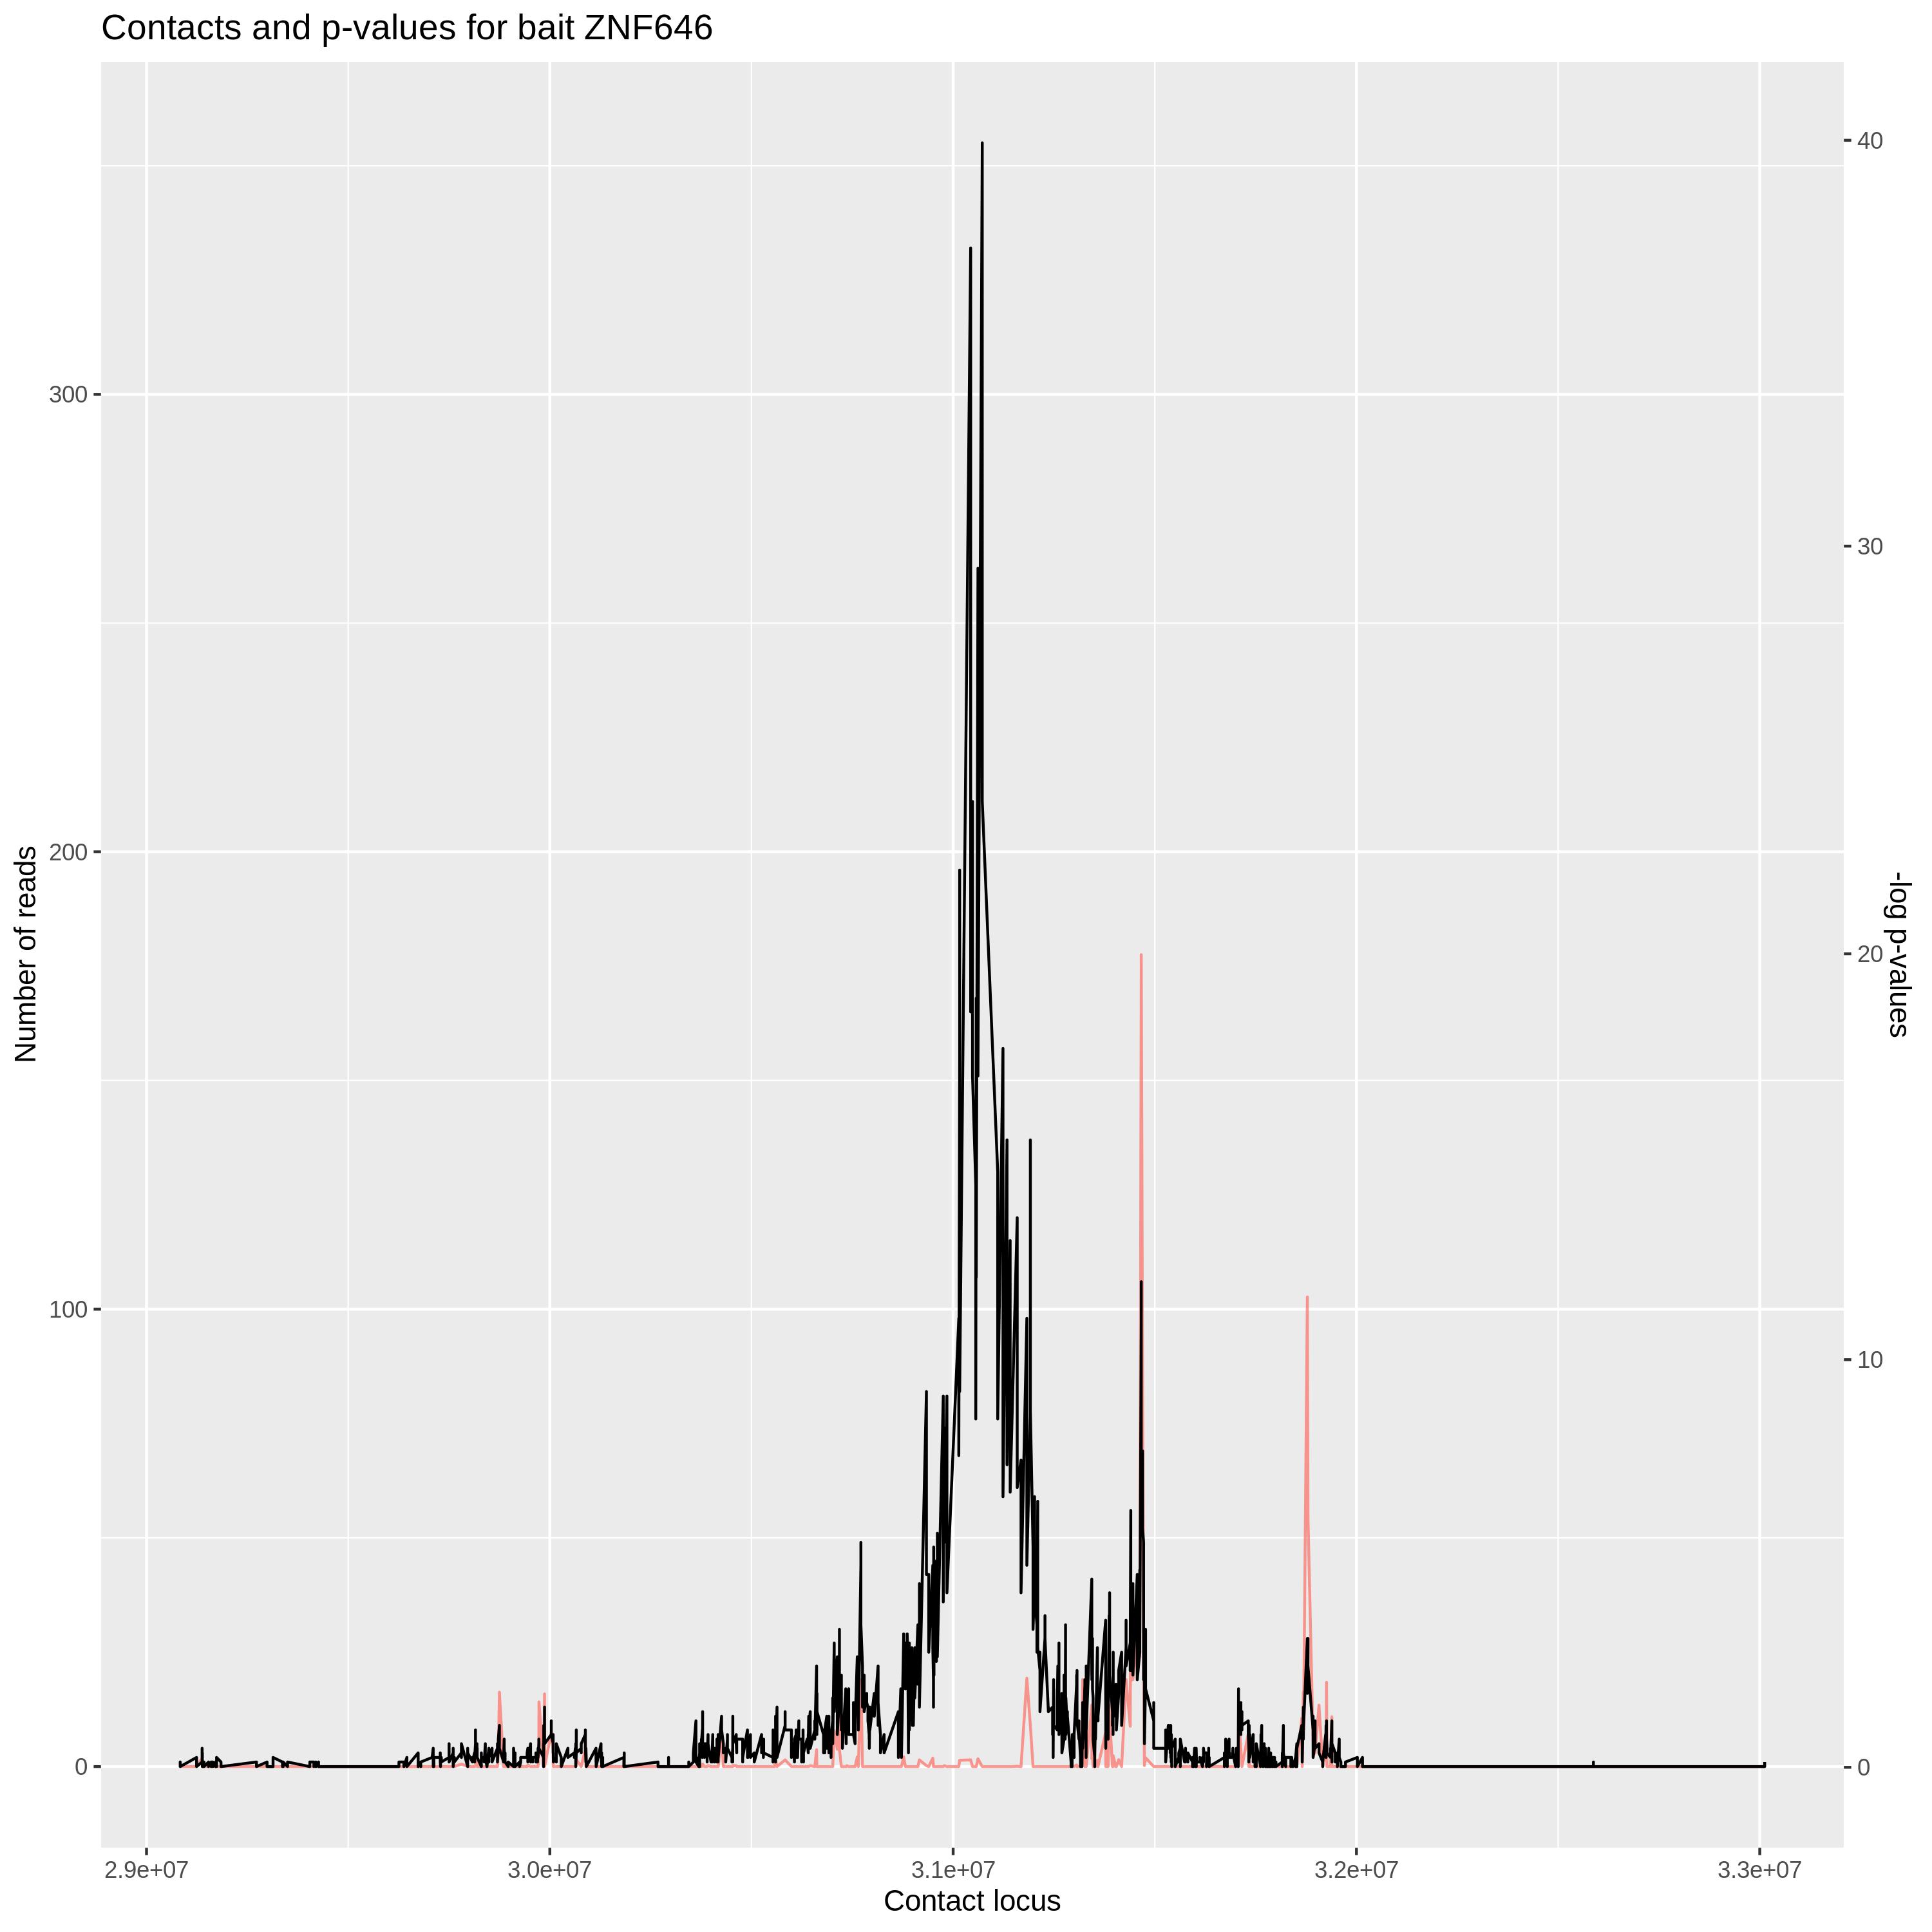 Contacts and p-values for bait ZNF646
Number of reads
300
200
100
0
40
30
20
10
0
-log p-values
2.9e+07 3.0e+07 3.1e+07 3.2e+07 3.3e+07
Contact locus